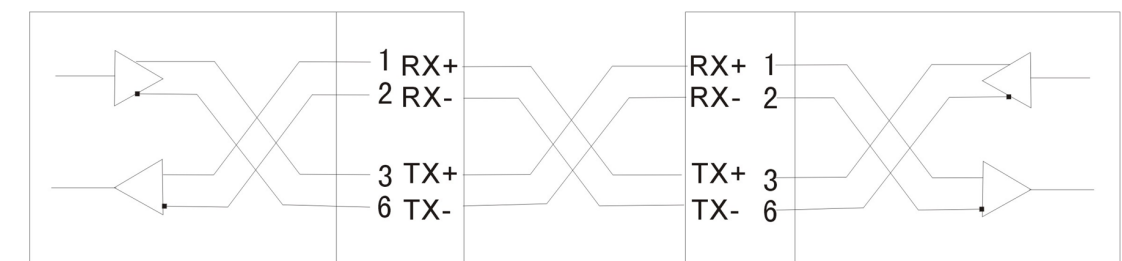 1 RX+ RX+ 1
2 RX- RX- 2
3 TX+ TX+ 3
6 TX- TX- 6